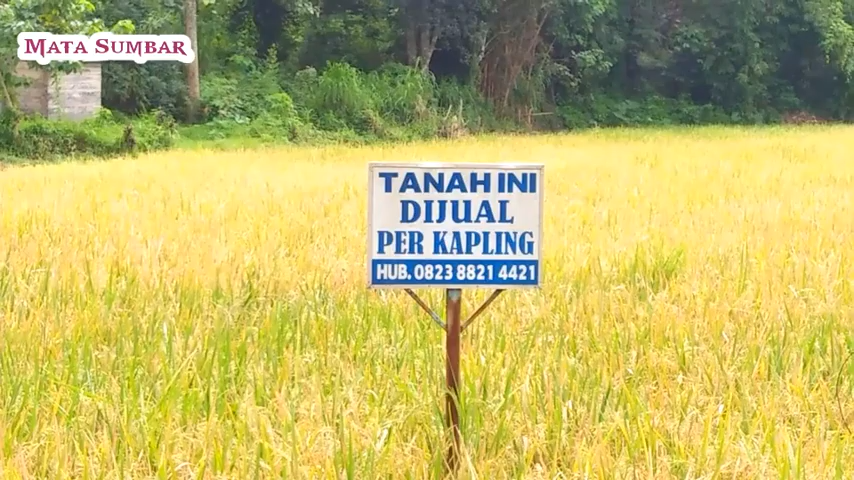 MATA SUMBAR
TANAH INI
DIJUAL
PER KAPLING
HUB. 0823 8821 4421